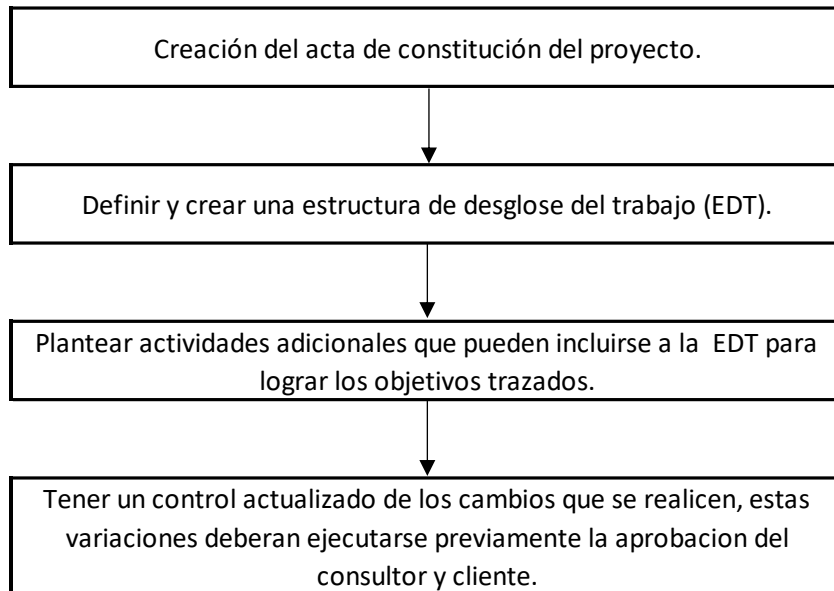 Creación del acta de constitución del proyecto.
Definir y crear una estructura de desglose del trabajo (EDT).
Plantear actividades adicionales que pueden incluirse a la  EDT para
lograr los objetivos trazados.
Tener un control actualizado de los cambios que se realicen, estas
variaciones deberan ejecutarse previamente la aprobacion del
consultor y cliente.